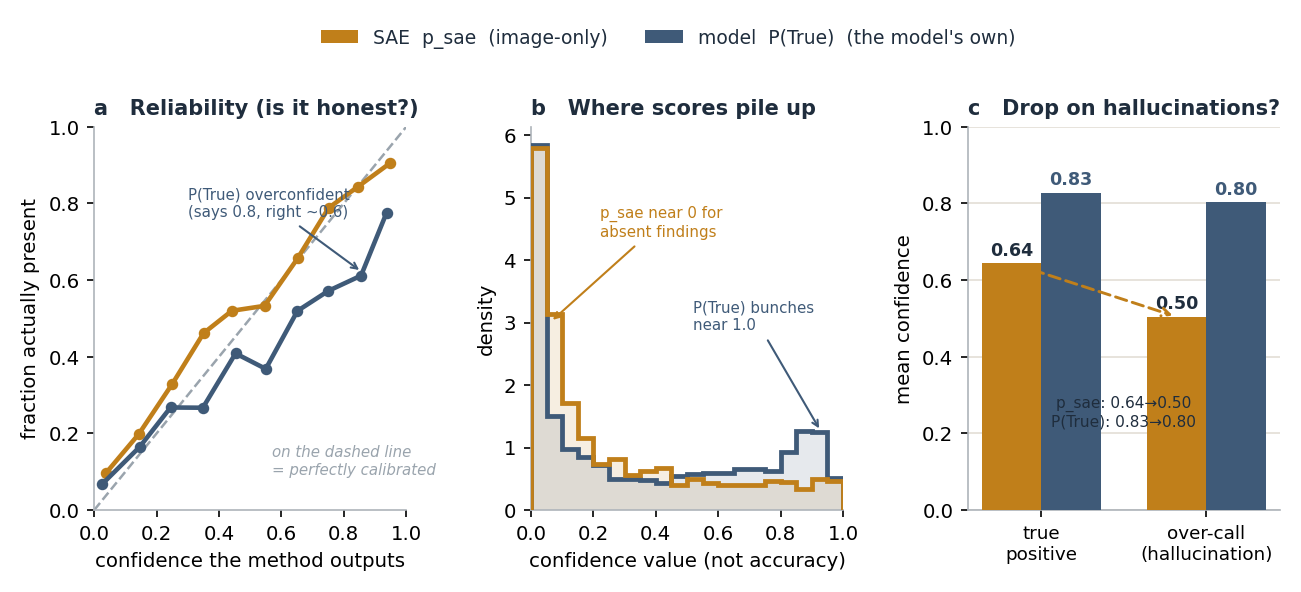 SAE  p_sae  (image-only)
model  P(True)  (the model's own)
a   Reliability (is it honest?)
1.0
0.8
0.6
0.4
0.2
0.0
fraction actually present
P(True) overconfident
(says 0.8, right ~0.6)
on the dashed line
= perfectly calibrated
0.0 0.2 0.4 0.6 0.8 1.0
confidence the method outputs
b   Where scores pile up
6
5
4
3
2
1
0
density
p_sae near 0 for
absent findings
P(True) bunches
near 1.0
0.0 0.2 0.4 0.6 0.8 1.0
confidence value (not accuracy)
c   Drop on hallucinations?
1.0
0.8
0.6
0.4
0.2
0.0
mean confidence
0.64
0.83
0.50
0.80
p_sae: 0.64→0.50
P(True): 0.83→0.80
true
positive
over-call
(hallucination)